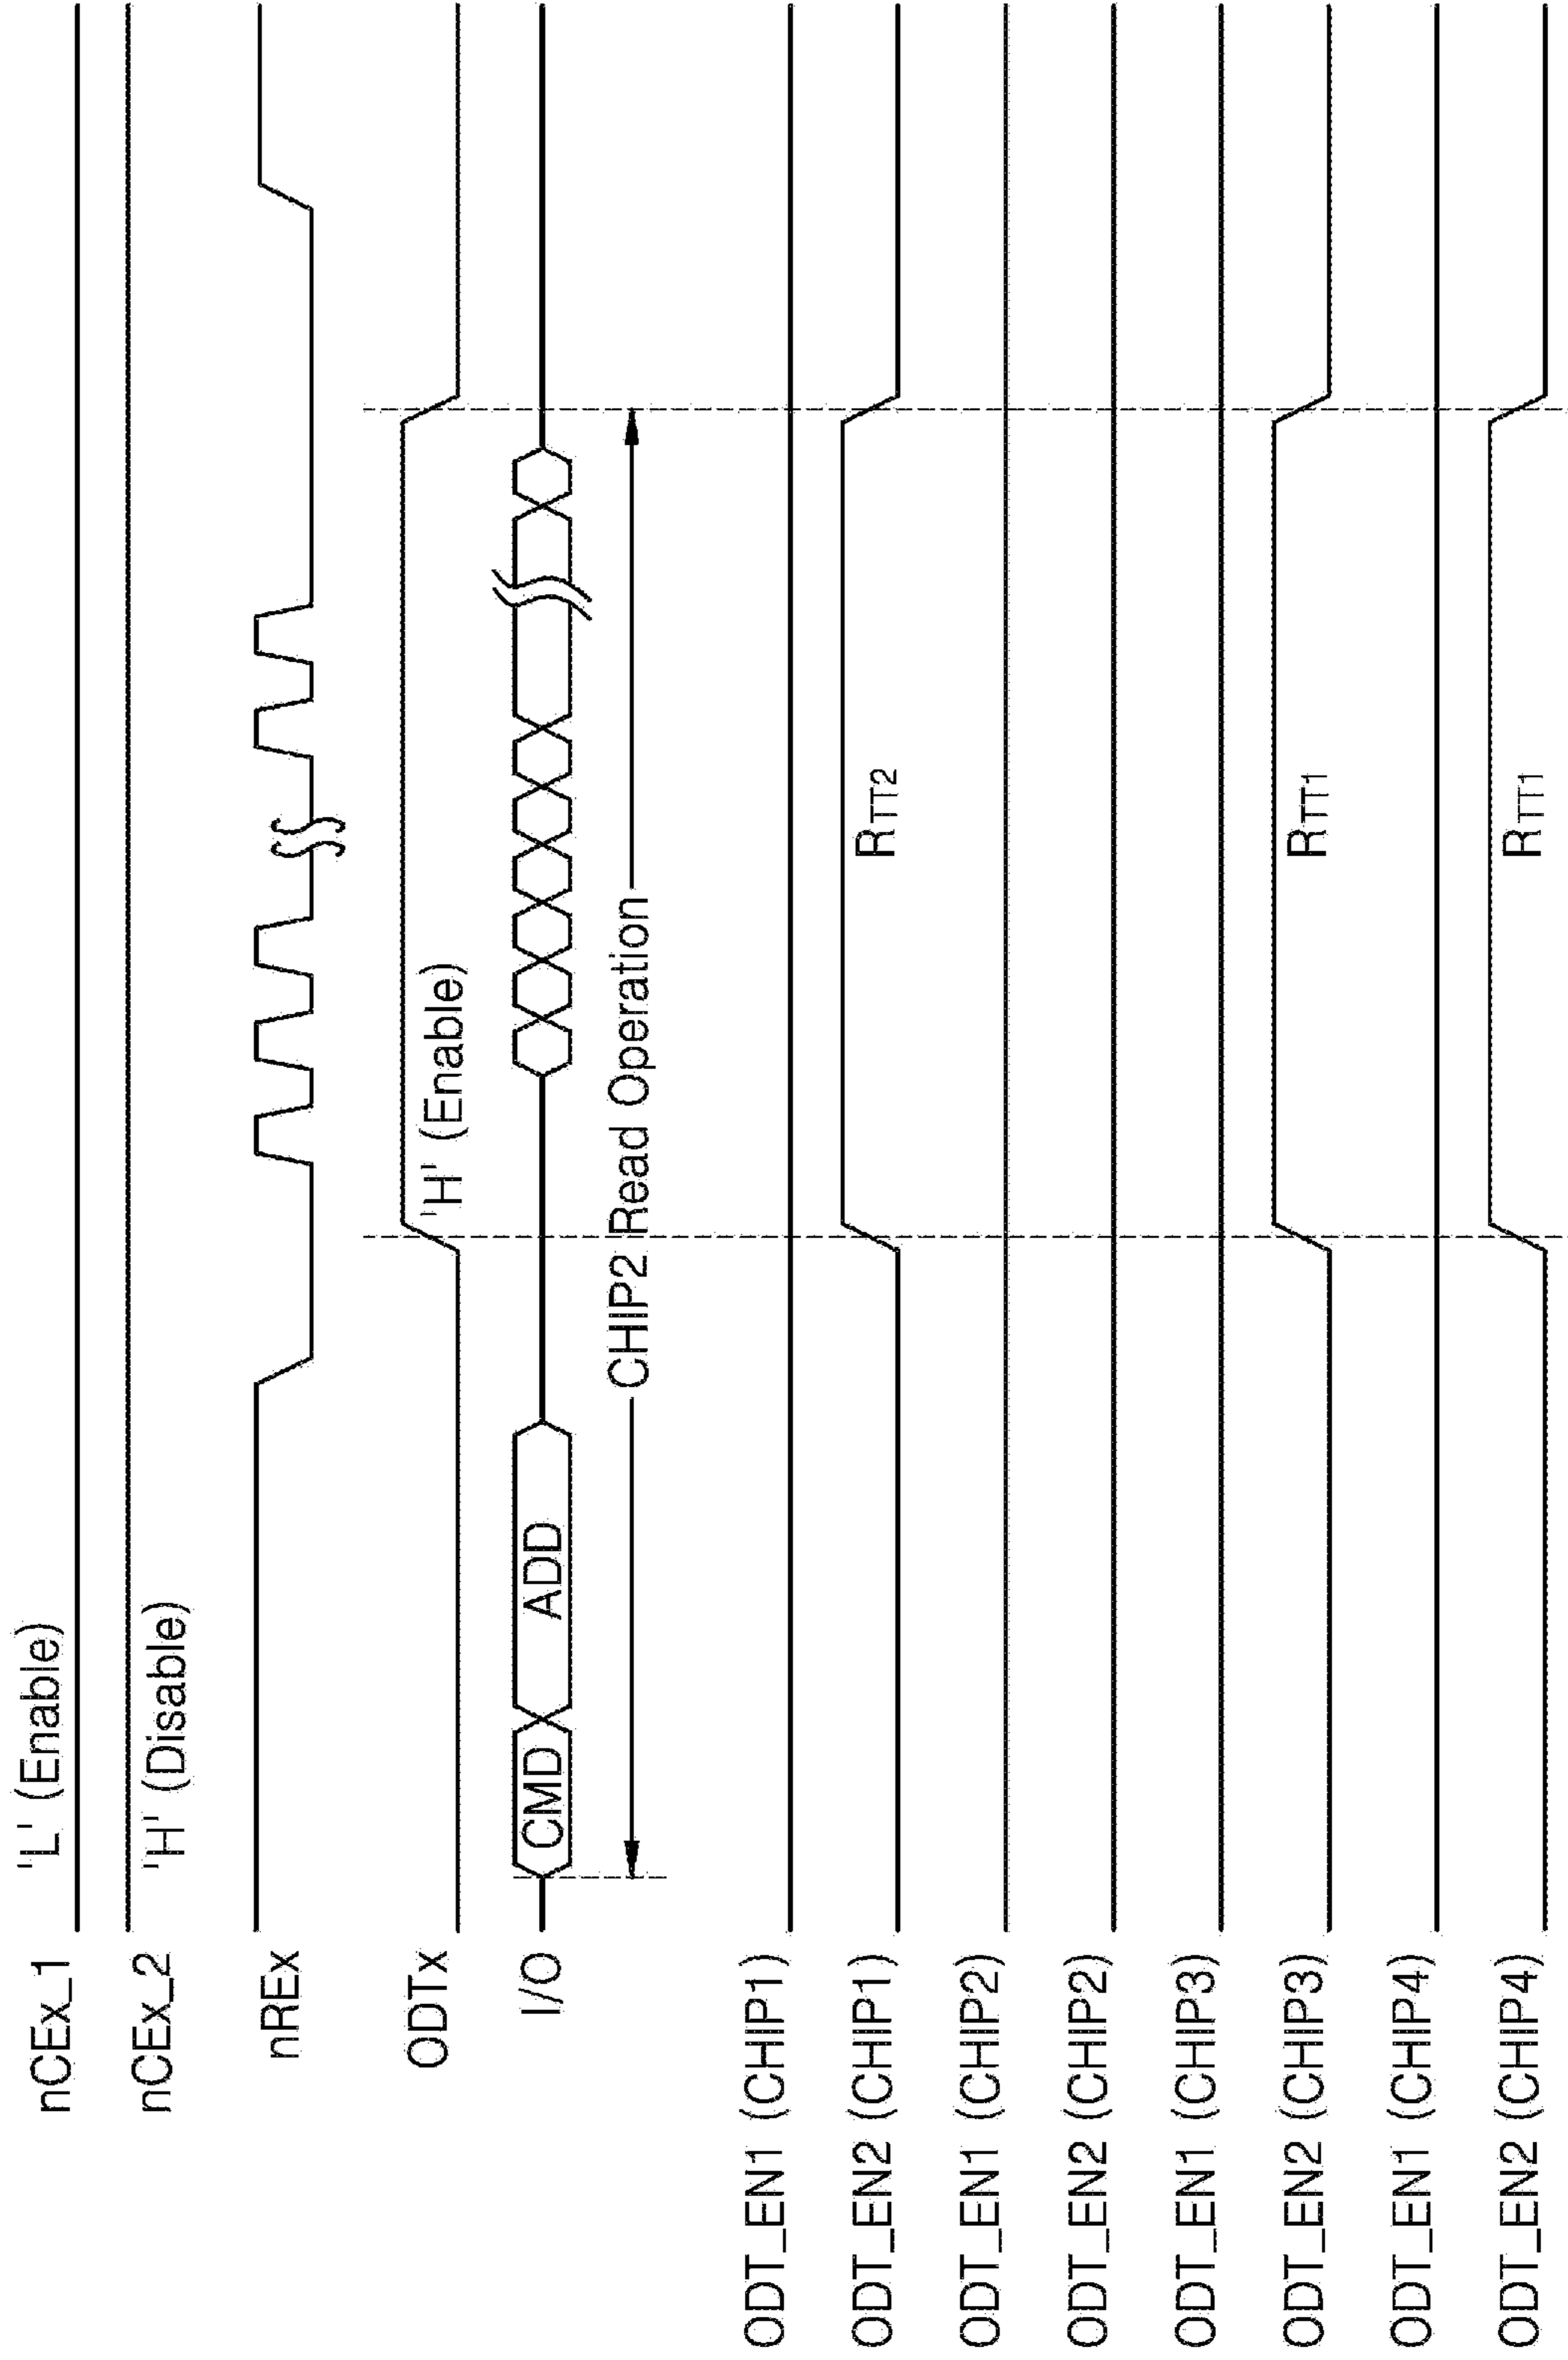 nCEx_1 'L' (Enable)
nCEx_2 'H' (Disable)
nREx
ODTx 'H' (Enable)
I/O CMD ADD
CHIP2 Read Operation
ODT_EN1 (CHIP1)
ODT_EN2 (CHIP1) RTT2
ODT_EN1 (CHIP2)
ODT_EN2 (CHIP2)
ODT_EN1 (CHIP3)
ODT_EN2 (CHIP3) RTT1
ODT_EN1 (CHIP4)
ODT_EN2 (CHIP4) RTT1